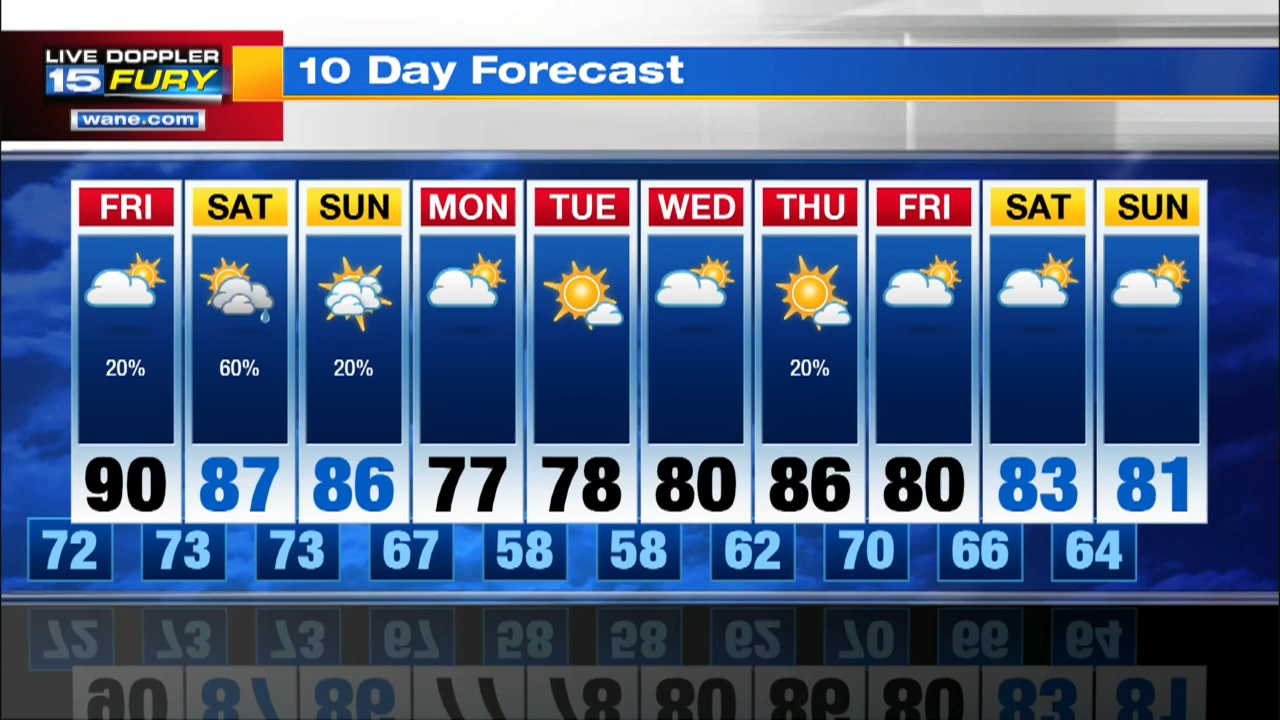 LIVE DOPPLER
15 FURY
wane.com
10 Day Forecast
FRI SAT SUN MON TUE WED THU FRI SAT SUN
20% 60% 20% 20%
90 87 86 77 78 80 86 80 83 81
72 73 73 67 58 58 62 70 66 64